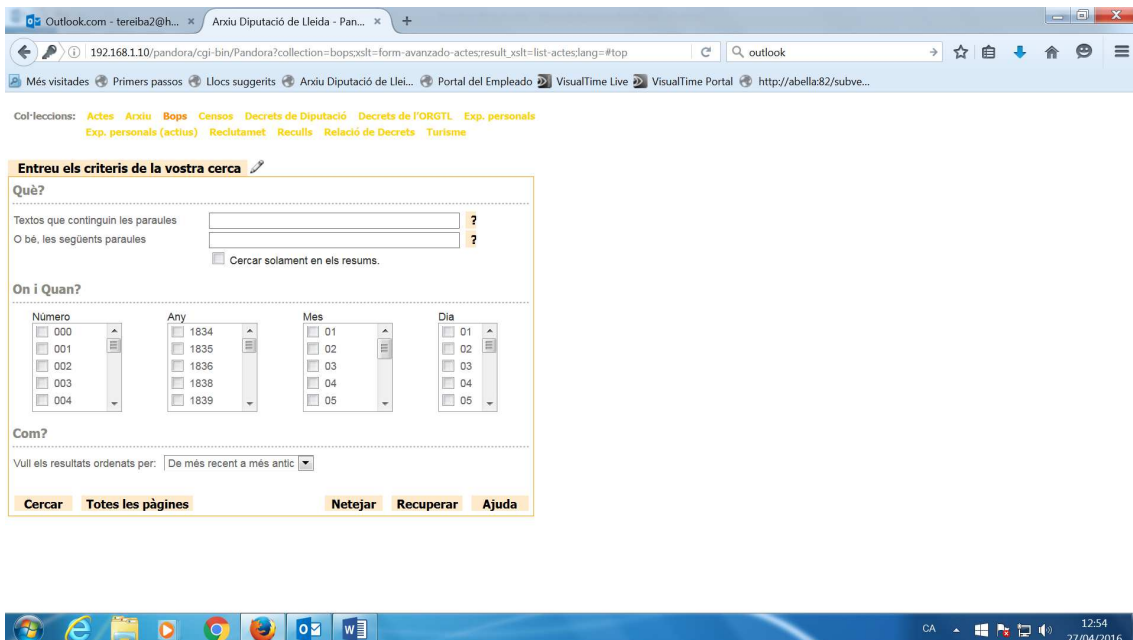 Outlook.com - tereiba2@h... × Arxiu Diputació de Lleida - Pan... × +
192.168.1.10/pandora/cgi-bin/Pandora?collection=bops;xslt=form-avanzado-actes;result_xslt=list-actes;lang=#top outlook
Més visitades Primers passos Llocs suggerits Arxiu Diputació de Llei... Portal del Empleado VisualTime Live VisualTime Portal http://abella:82/subve...
Col·leccions: Actes Arxiu Bops Censos Decrets de Diputació Decrets de l'ORGTL Exp. personals
Exp. personals (actius) Reclutamet Reculls Relació de Decrets Turisme
Entreu els criteris de la vostra cerca
Què?
Textos que continguin les paraules ?
O bé, les següents paraules ?
Cercar solament en els resums.
On i Quan?
Número Any Mes Dia
000 1834 01 01
001 1835 02 02
002 1836 03 03
003 1838 04 04
004 1839 05 05
Com?
Vull els resultats ordenats per: De més recent a més antic
Cercar Totes les pàgines Netejar Recuperar Ajuda
CA 12:54
27/04/2016